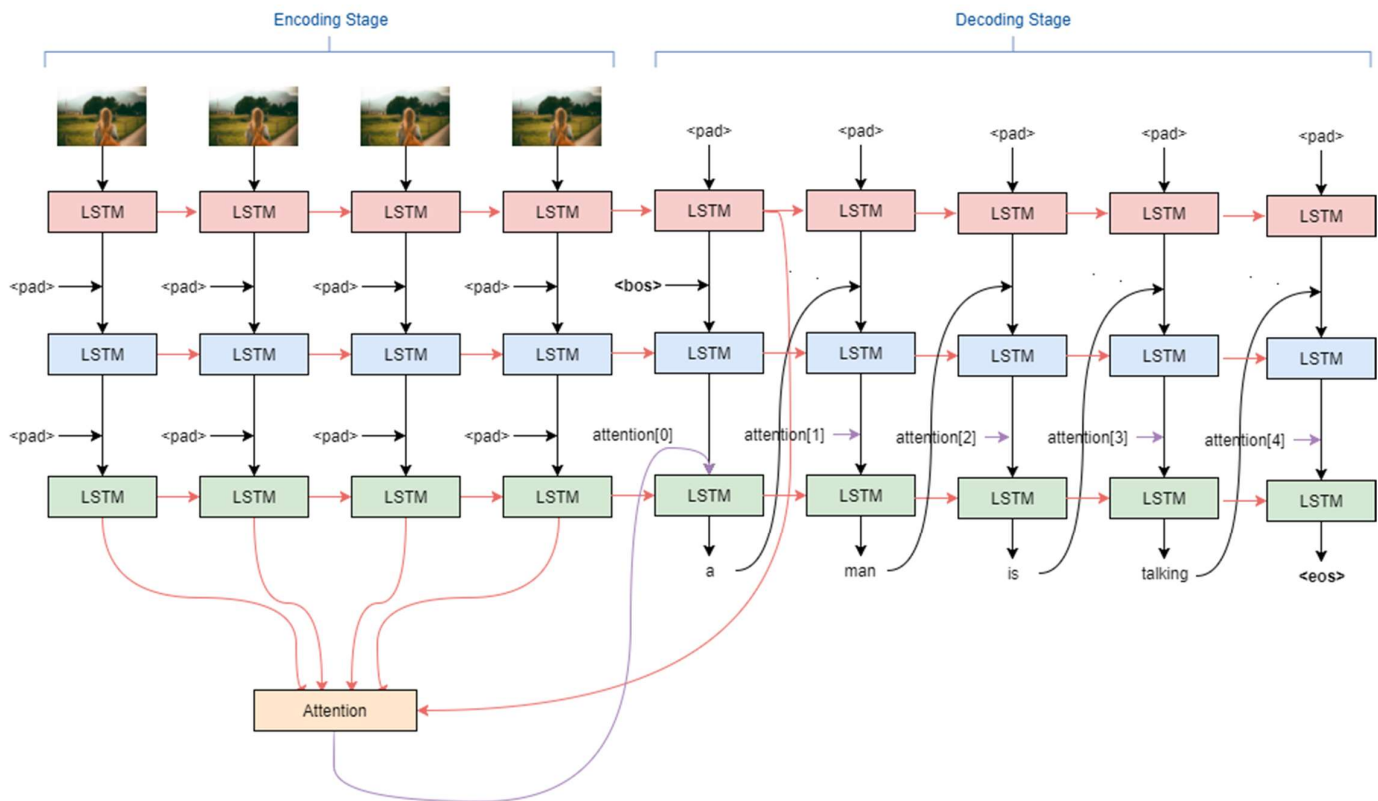 Encoding Stage
Decoding Stage
<pad> <pad> <pad> <pad> <pad>
LSTM LSTM LSTM LSTM LSTM LSTM LSTM LSTM LSTM
<pad> <pad> <pad> <pad> <bos>
LSTM LSTM LSTM LSTM LSTM LSTM LSTM LSTM LSTM
<pad> <pad> <pad> <pad> attention[0] attention[1] attention[2] attention[3] attention[4]
LSTM LSTM LSTM LSTM LSTM LSTM LSTM LSTM LSTM
a man is talking <eos>
Attention